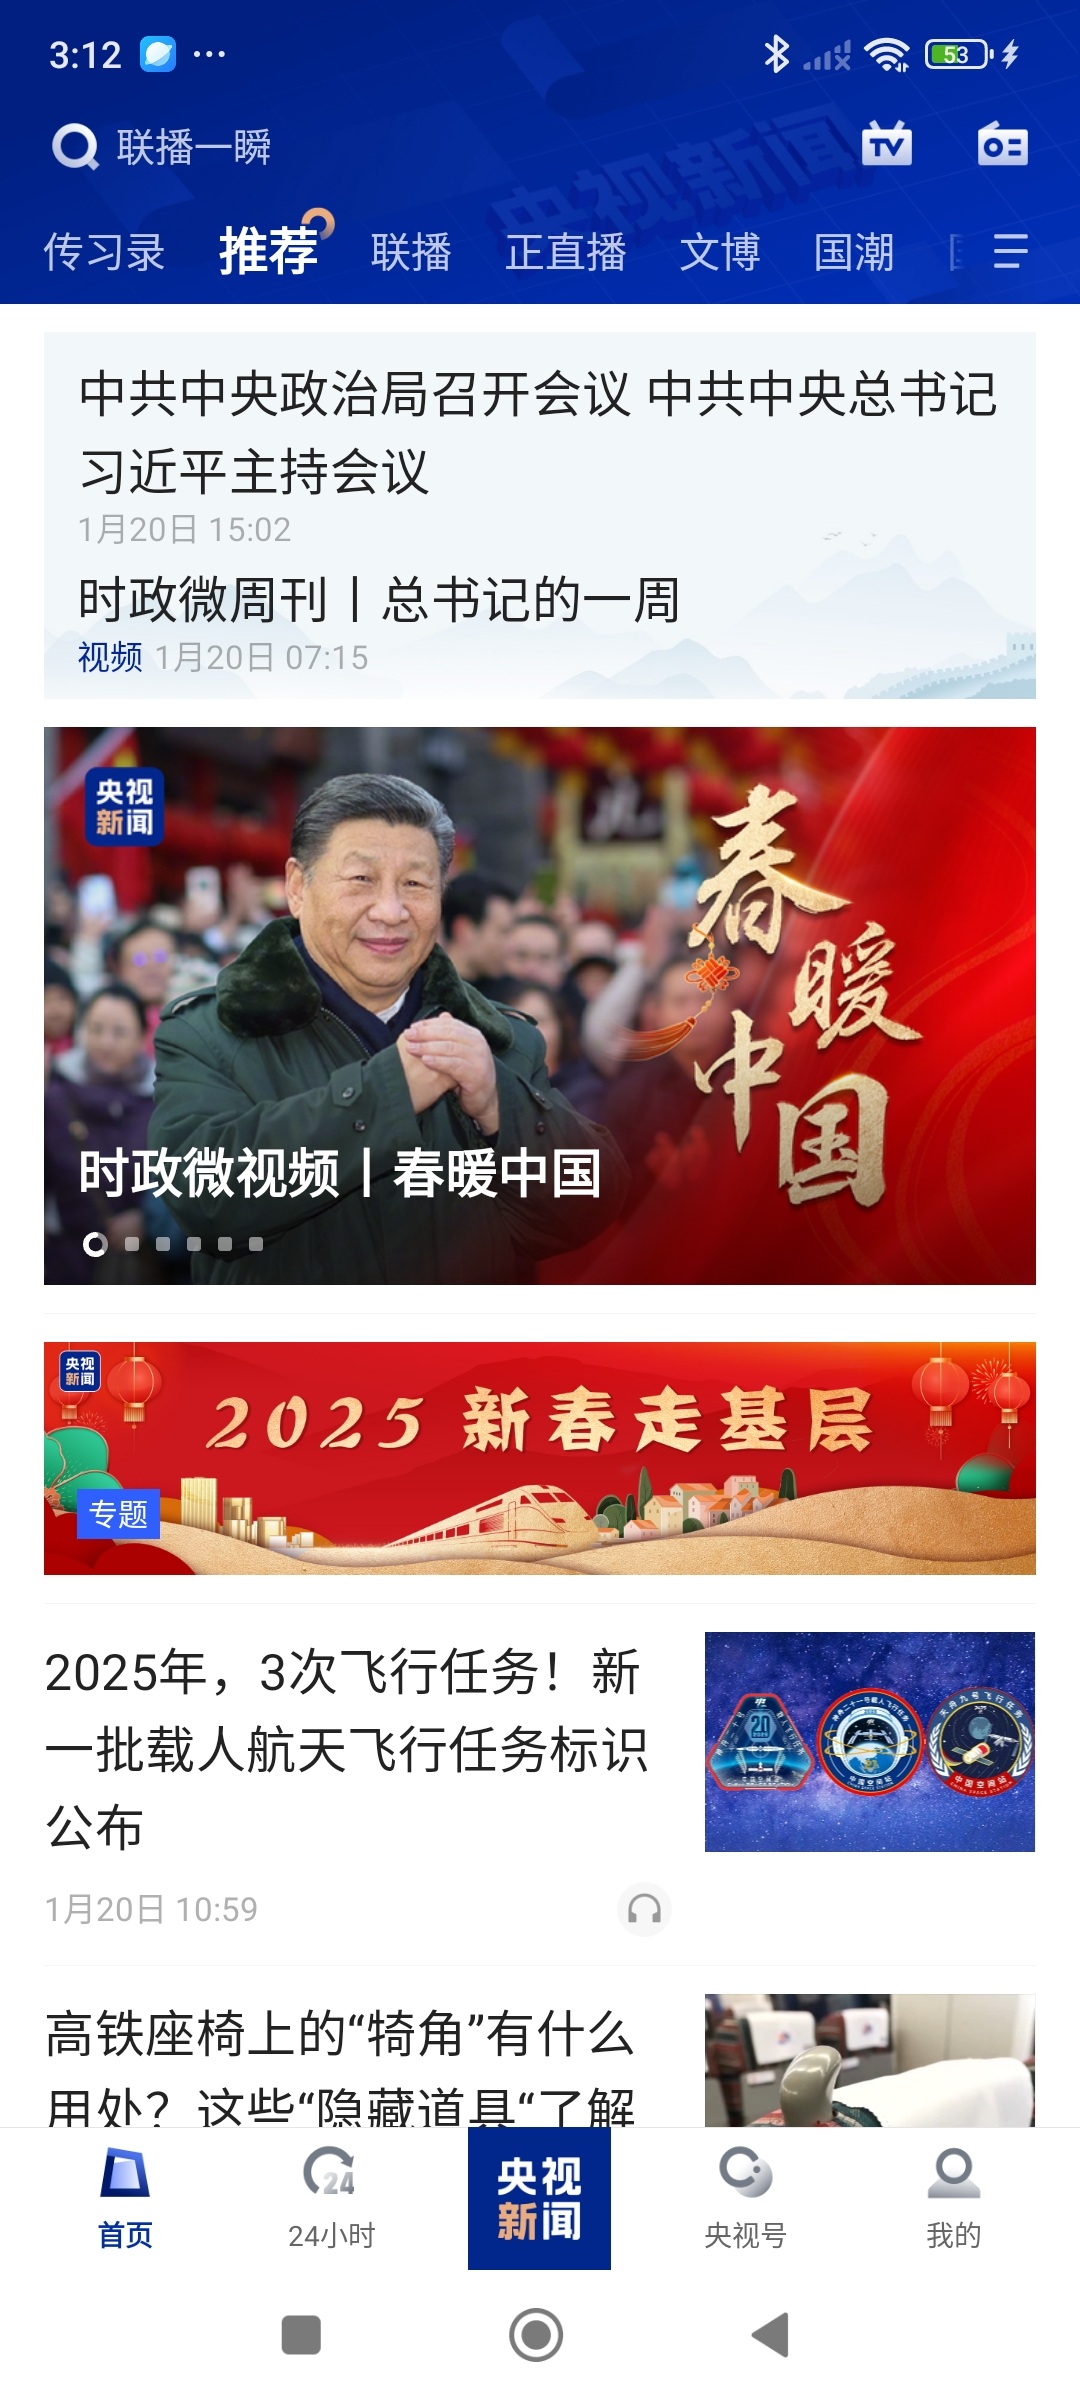 3:12
53
联播一瞬
TV
央视新闻
传习录 推荐 联播 正直播 文博 国潮
中共中央政治局召开会议 中共中央总书记
习近平主持会议
1月20日 15:02
时政微周刊丨总书记的一周
视频 1月20日 07:15
央视
新闻
春暖中国
时政微视频丨春暖中国
央视
新闻
2025 新春走基层
专题
2025年，3次飞行任务！新
一批载人航天飞行任务标识
公布
1月20日 10:59
高铁座椅上的“犄角”有什么
用处？这些“隐藏道具“了解
首页
24
24小时
央视
新闻
央视号
我的